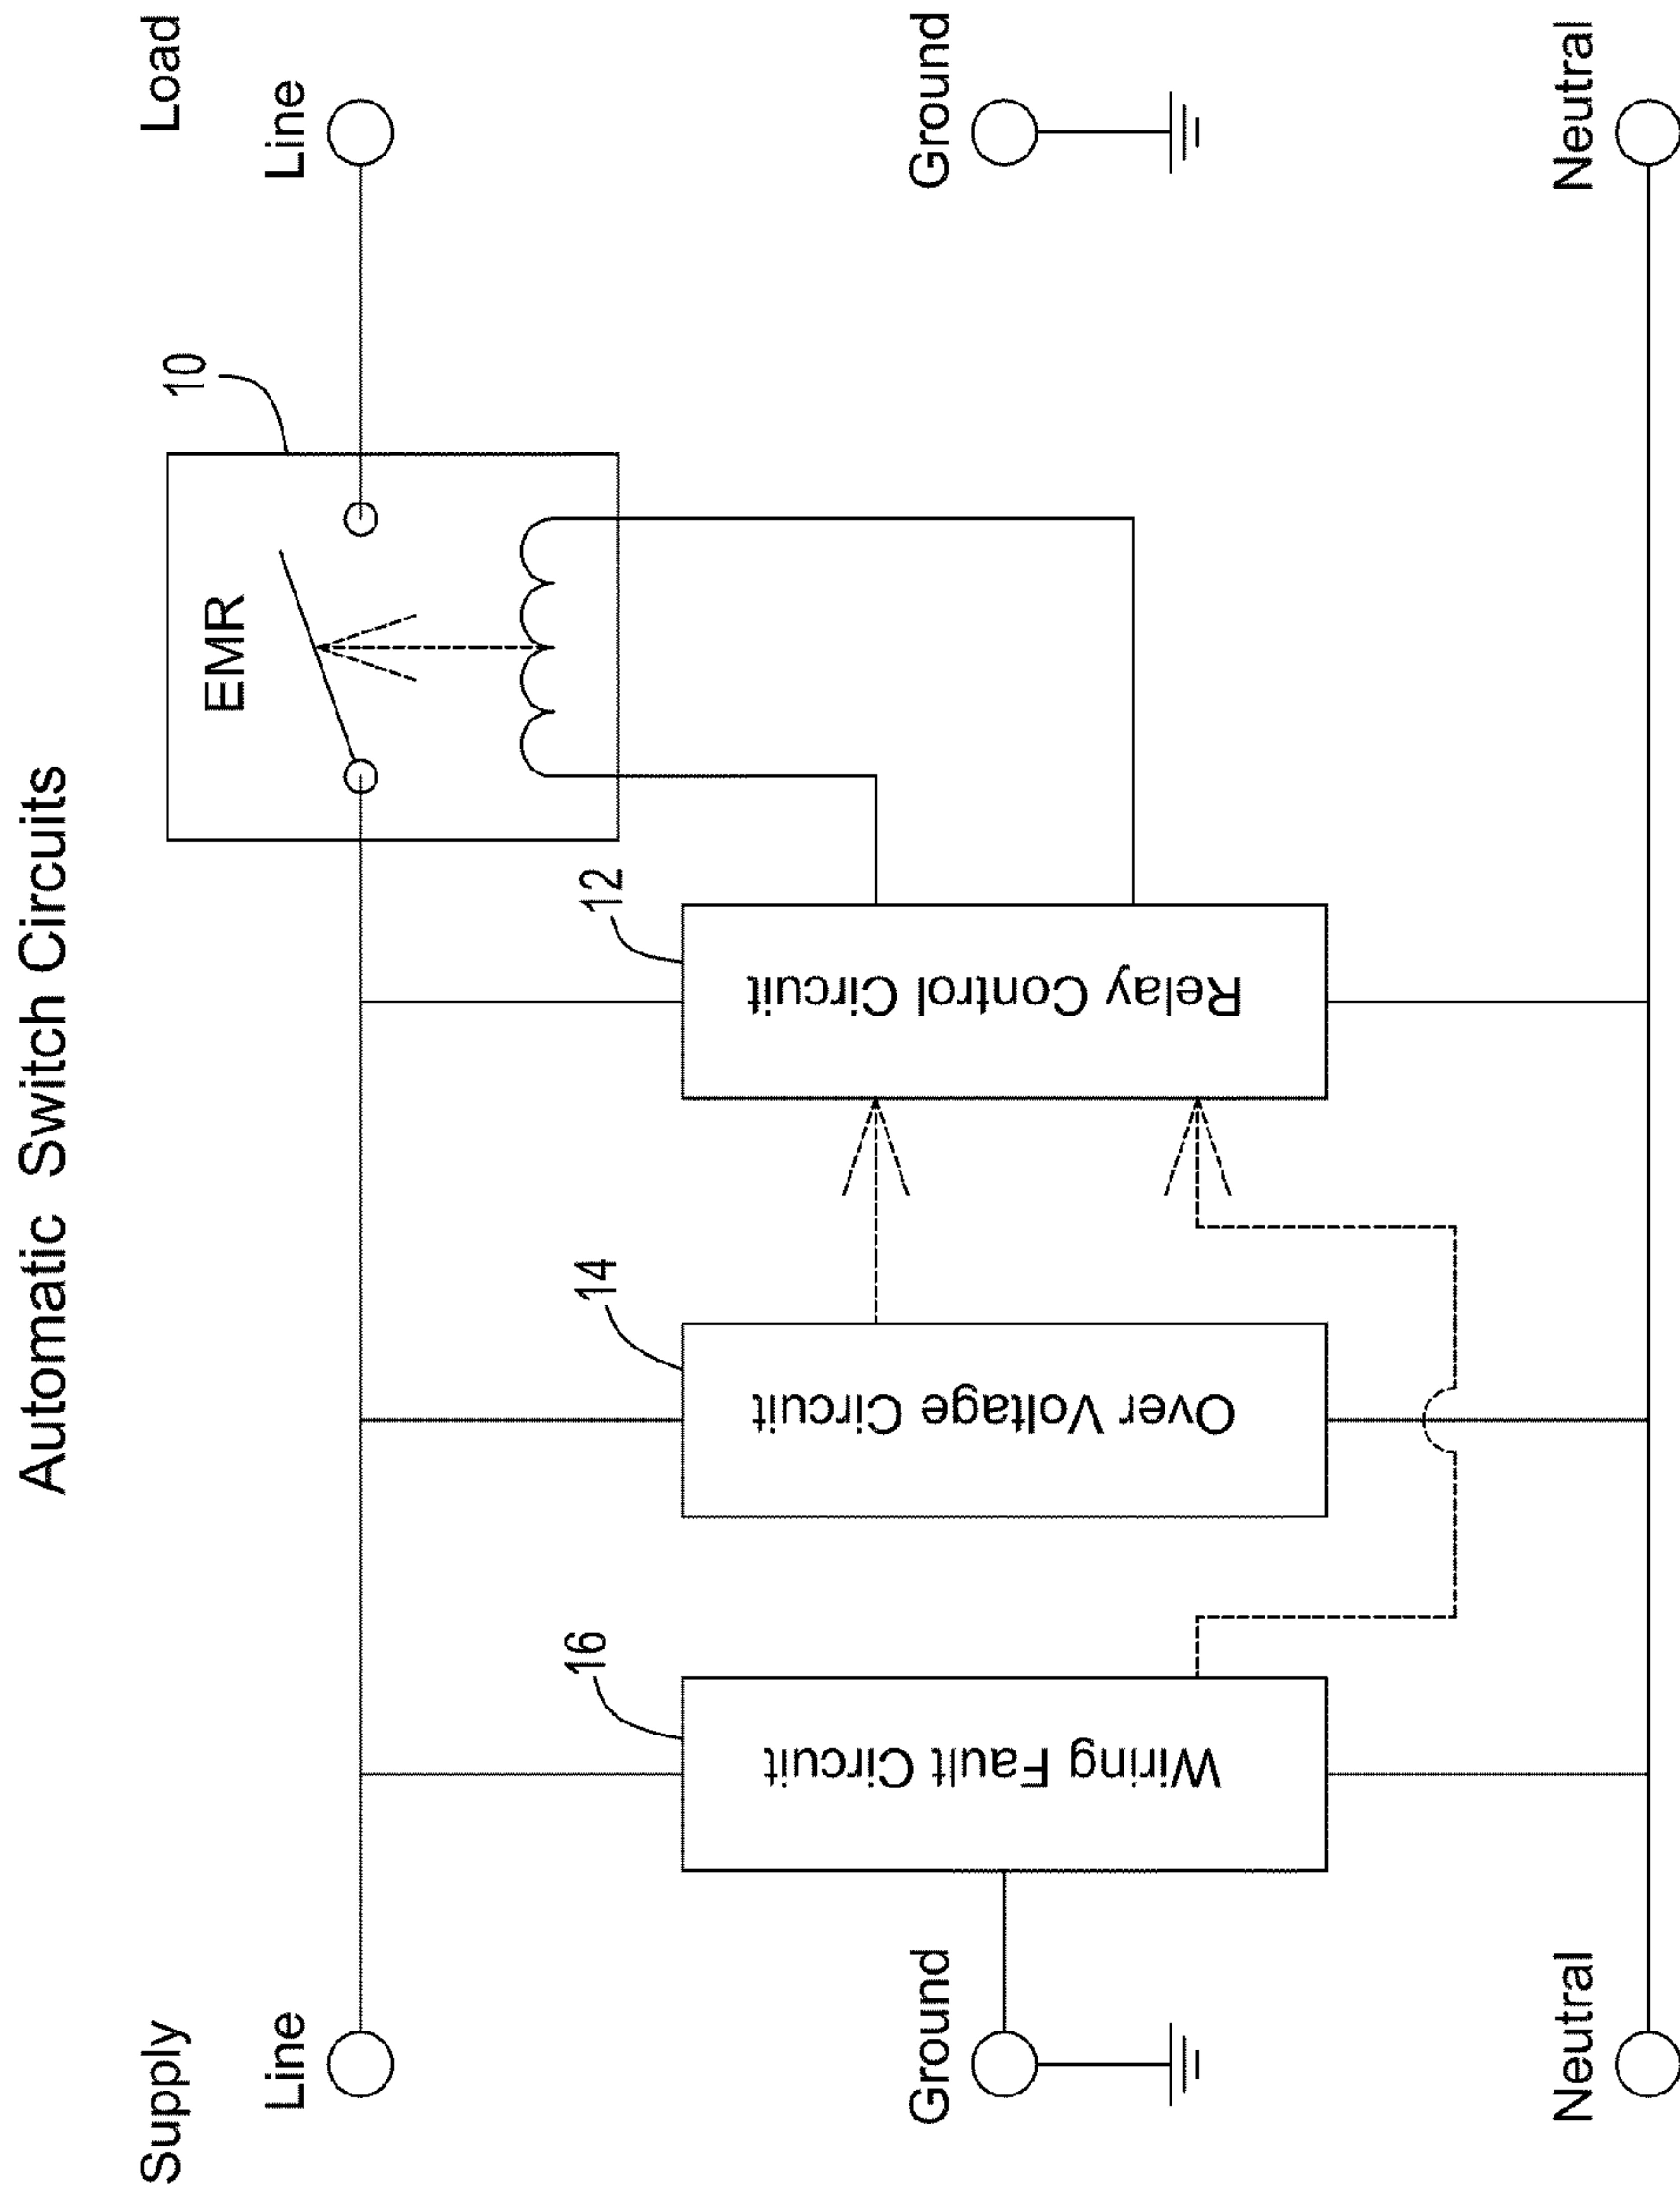 Automatic Switch Circuits
Supply
Load
Line
Line
EMR
10
12
14
16
Wiring Fault Circuit
Over Voltage Circuit
Relay Control Circuit
Ground
Ground
Neutral
Neutral